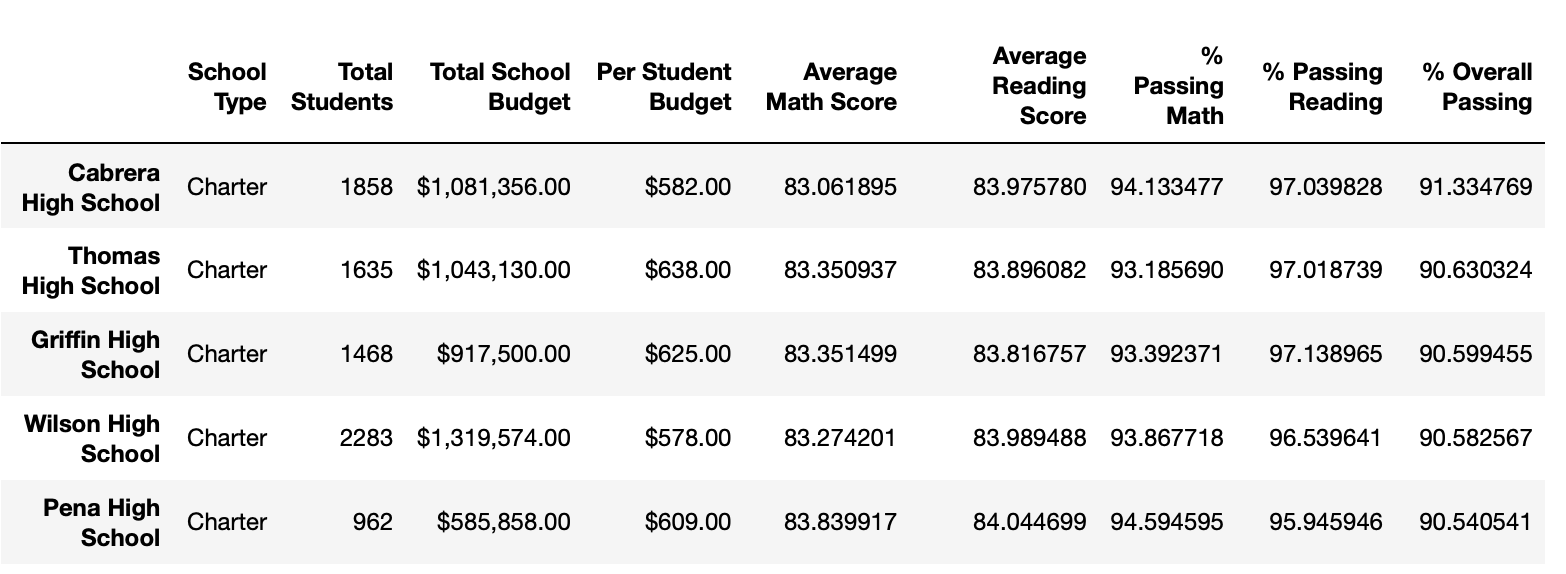 School Type Total Students Total School Budget Per Student Budget Average Math Score Average Reading Score % Passing Math % Passing Reading % Overall Passing
Cabrera High School Charter 1858 $1,081,356.00 $582.00 83.061895 83.975780 94.133477 97.039828 91.334769
Thomas High School Charter 1635 $1,043,130.00 $638.00 83.350937 83.896082 93.185690 97.018739 90.630324
Griffin High School Charter 1468 $917,500.00 $625.00 83.351499 83.816757 93.392371 97.138965 90.599455
Wilson High School Charter 2283 $1,319,574.00 $578.00 83.274201 83.989488 93.867718 96.539641 90.582567
Pena High School Charter 962 $585,858.00 $609.00 83.839917 84.044699 94.594595 95.945946 90.540541